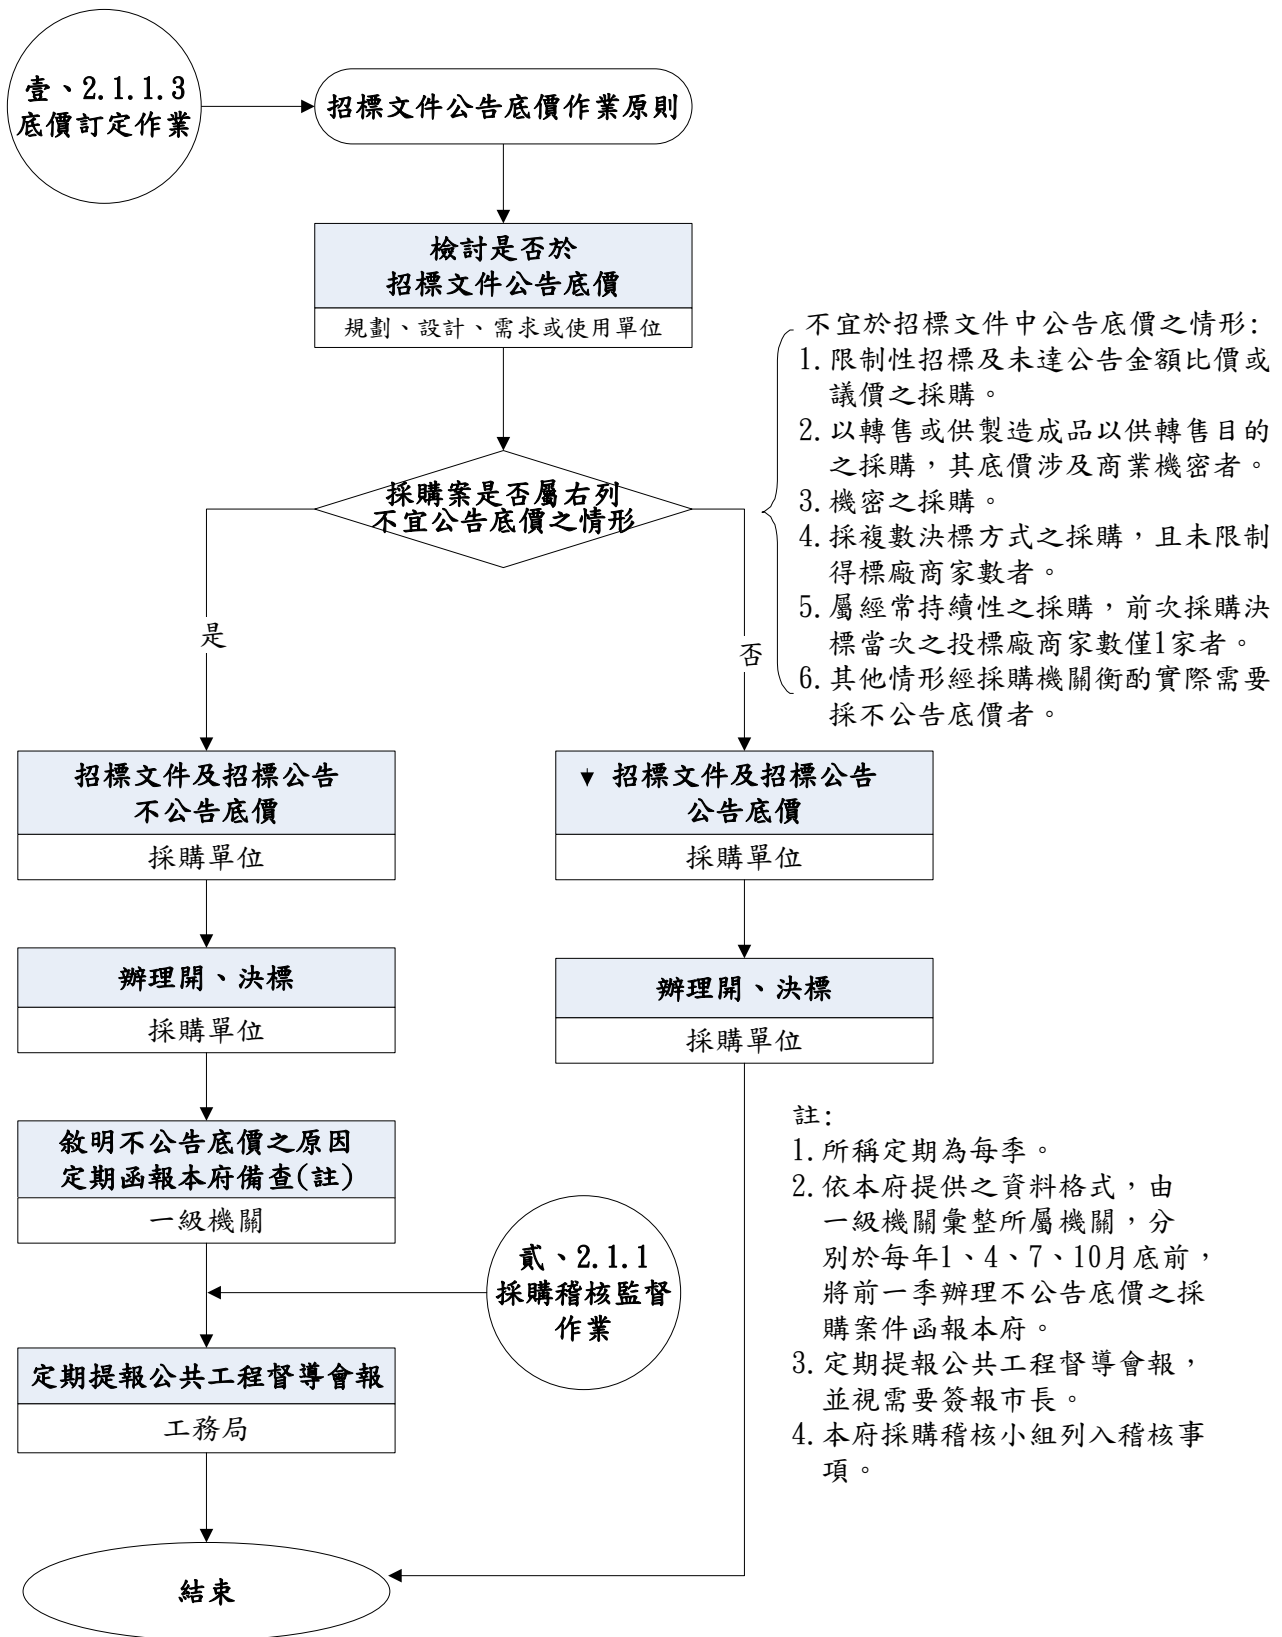 壹、2.1.1.3
底價訂定作業
招標文件公告底價作業原則
檢討是否於
招標文件公告底價
規劃、設計、需求或使用單位
採購案是否屬右列
不宜公告底價之情形
不宜於招標文件中公告底價之情形:
1.限制性招標及未達公告金額比價或
議價之採購。
2.以轉售或供製造成品以供轉售目的
之採購，其底價涉及商業機密者。
3.機密之採購。
4.採複數決標方式之採購，且未限制
得標廠商家數者。
5.屬經常持續性之採購，前次採購決
標當次之投標廠商家數僅1家者。
6.其他情形經採購機關衡酌實際需要
採不公告底價者。
是
否
招標文件及招標公告
不公告底價
採購單位
招標文件及招標公告
公告底價
採購單位
辦理開、決標
採購單位
辦理開、決標
採購單位
敘明不公告底價之原因
定期函報本府備查(註)
一級機關
貳、2.1.1
採購稽核監督
作業
定期提報公共工程督導會報
工務局
結束
註:
1.所稱定期為每季。
2.依本府提供之資料格式，由
一級機關彙整所屬機關，分
別於每年1、4、7、10月底前，
將前一季辦理不公告底價之採
購案件函報本府。
3.定期提報公共工程督導會報，
並視需要簽報市長。
4.本府採購稽核小組列入稽核事
項。